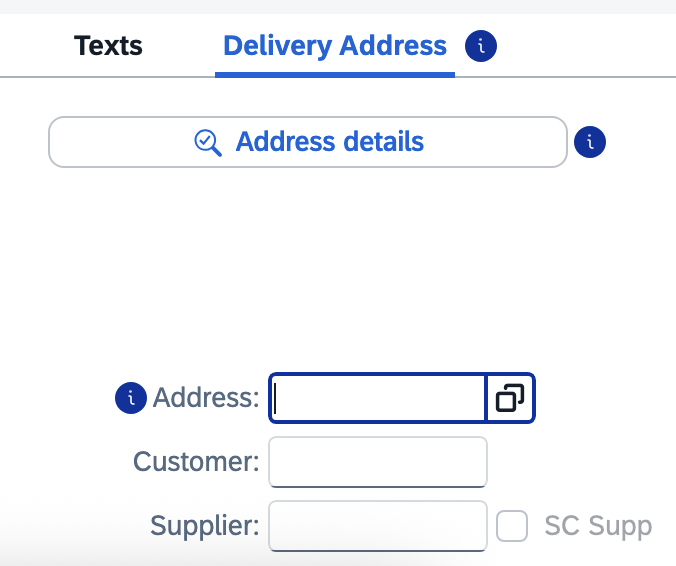 Texts Delivery Address i
Address details i
i Address:
Customer:
Supplier: SC Supp